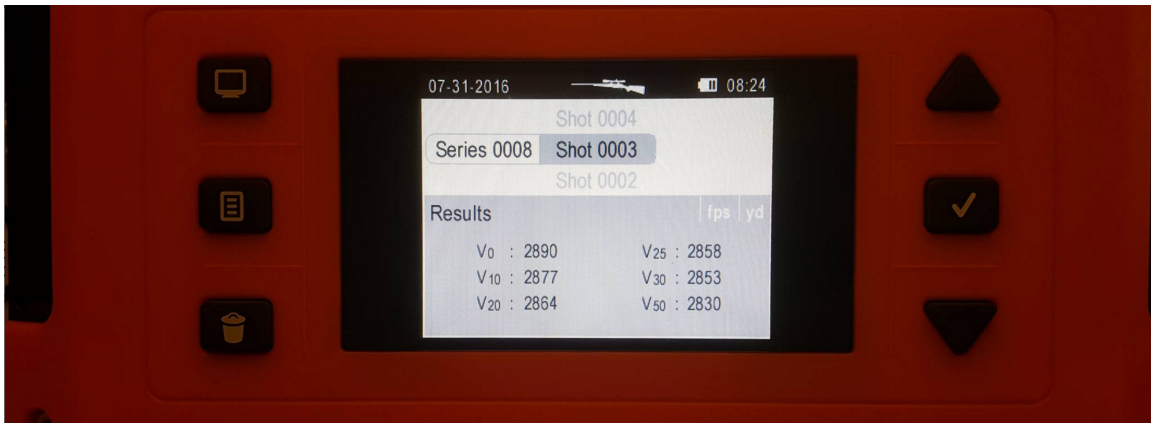 07-31-2016 08:24
Shot 0004
Series 0008 Shot 0003
Shot 0002
Results fps yd
V0 : 2890 V25 : 2858
V10 : 2877 V30 : 2853
V20 : 2864 V50 : 2830